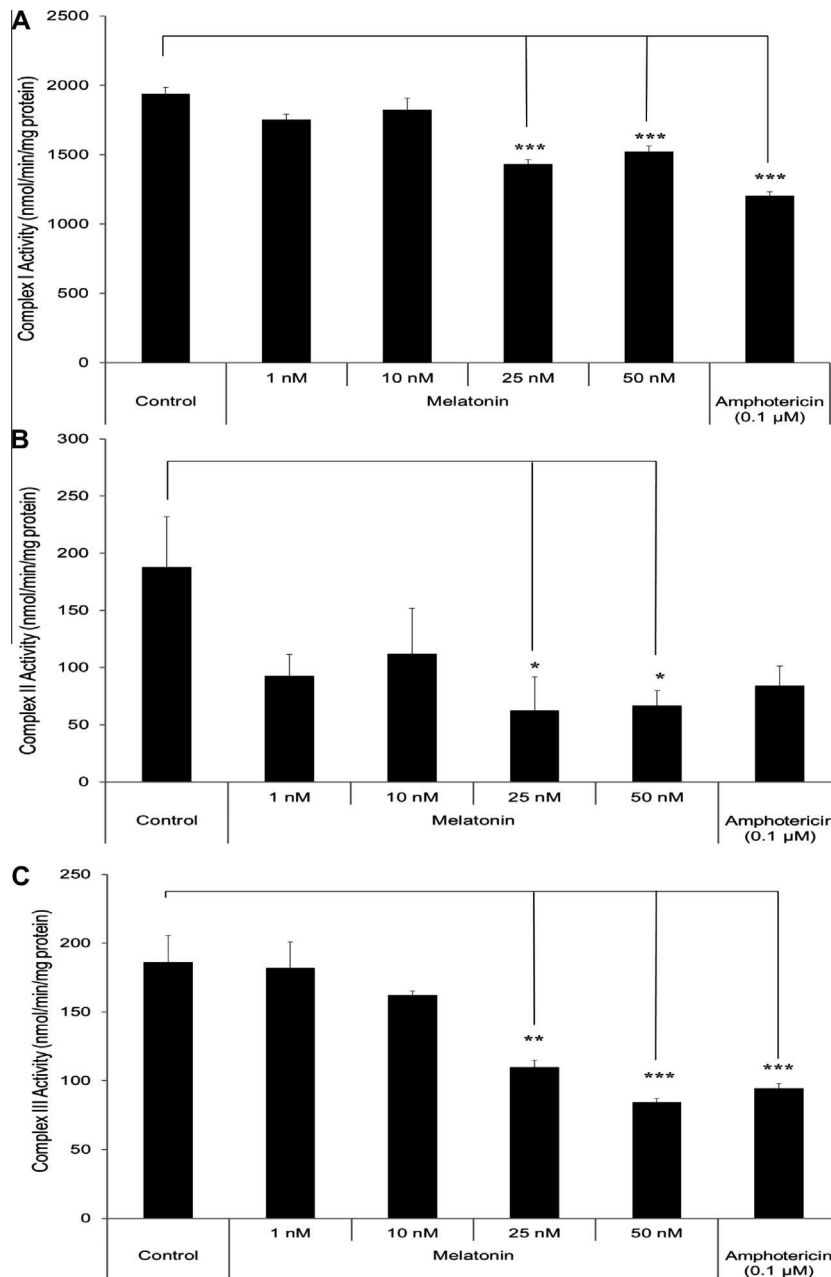 A
Complex I Activity (nmol/min/mg protein)
2500
2000
1500
1000
500
0
***
***
***
1 nM 10 nM 25 nM 50 nM
Control Melatonin Amphotericin
(0.1 µM)
B
Complex II Activity (nmol/min/mg protein)
300
250
200
150
100
50
0
*
*
1 nM 10 nM 25 nM 50 nM
Control Melatonin Amphotericin
(0.1 µM)
C
Complex III Activity (nmol/min/mg protein)
250
200
150
100
50
0
**
***
***
1 nM 10 nM 25 nM 50 nM
Control Melatonin Amphotericin
(0.1 µM)